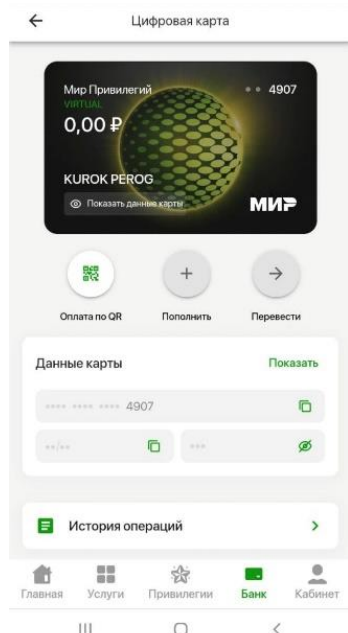 Цифровая карта
Мир Привилегий
•• 4907
VIRTUAL
0,00 ₽
KUROK PEROG
Показать данные карты
МИР
Оплата по QR
Пополнить
Перевести
Данные карты
Показать
•••• •••• •••• 4907
••/••
•••
История операций
Главная
Услуги
Привилегии
Банк
Кабинет